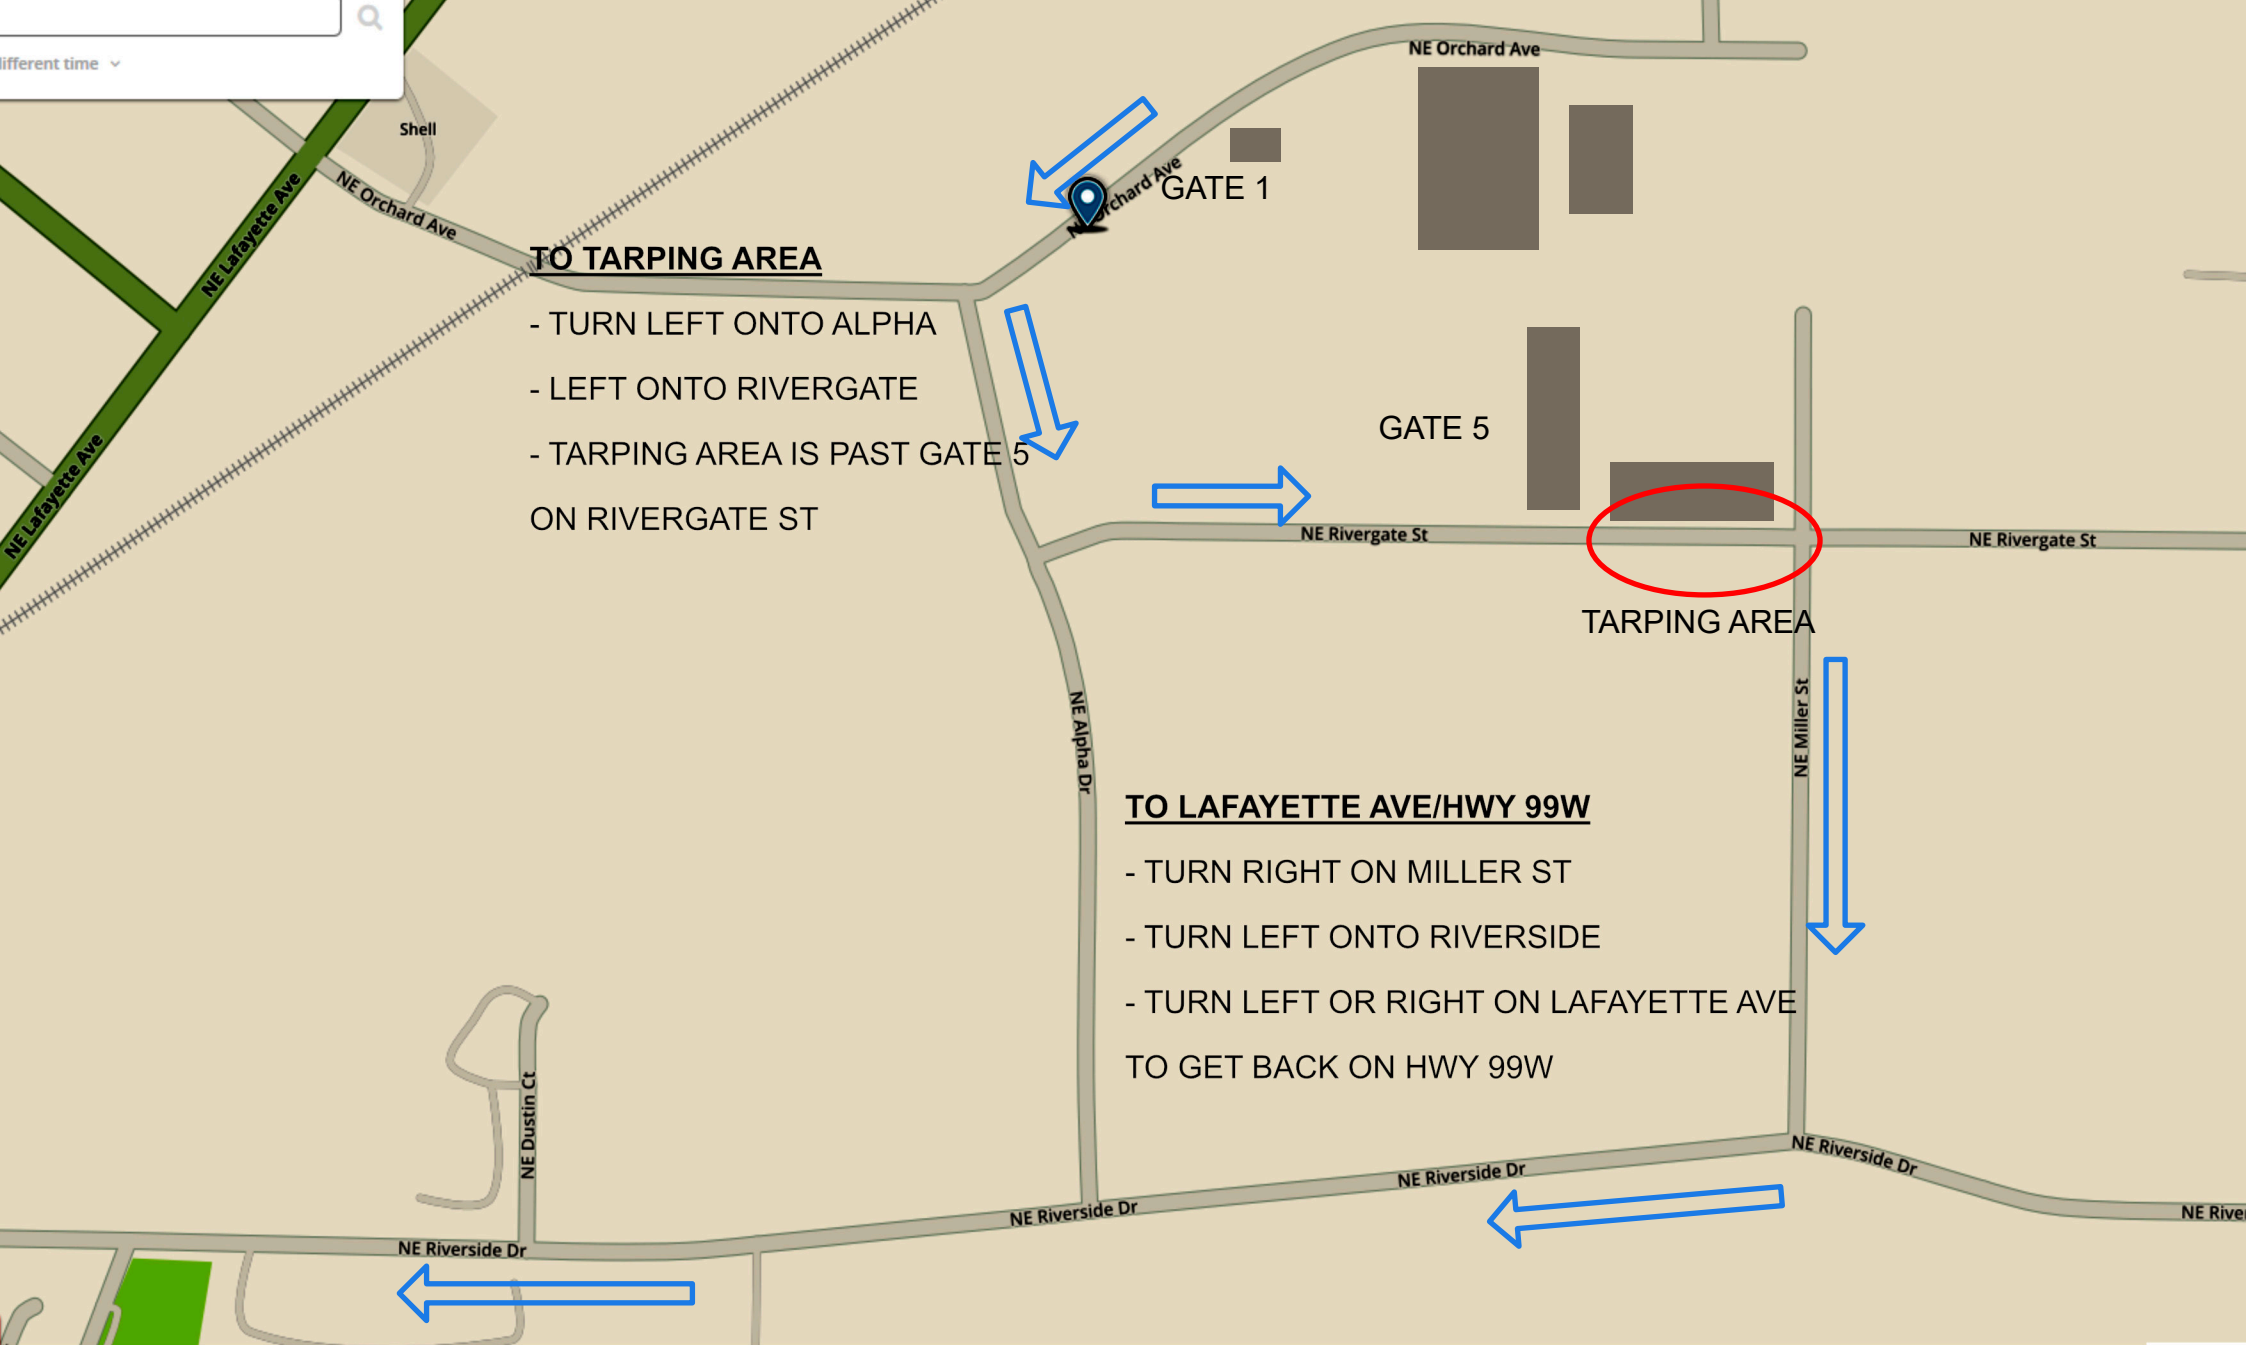 different time
Shell
NE Orchard Ave
NE Orchard Ave
NE Orchard Ave
NE Lafayette Ave
NE Lafayette Ave
GATE 1
TO TARPING AREA
- TURN LEFT ONTO ALPHA
- LEFT ONTO RIVERGATE
- TARPING AREA IS PAST GATE 5
ON RIVERGATE ST
GATE 5
NE Rivergate St
NE Rivergate St
TARPING AREA
NE Miller St
NE Alpha Dr
TO LAFAYETTE AVE/HWY 99W
- TURN RIGHT ON MILLER ST
- TURN LEFT ONTO RIVERSIDE
- TURN LEFT OR RIGHT ON LAFAYETTE AVE
TO GET BACK ON HWY 99W
NE Dustin Ct
NE Riverside Dr
NE Riverside Dr
NE Riverside Dr
NE Riverside Dr
NE River